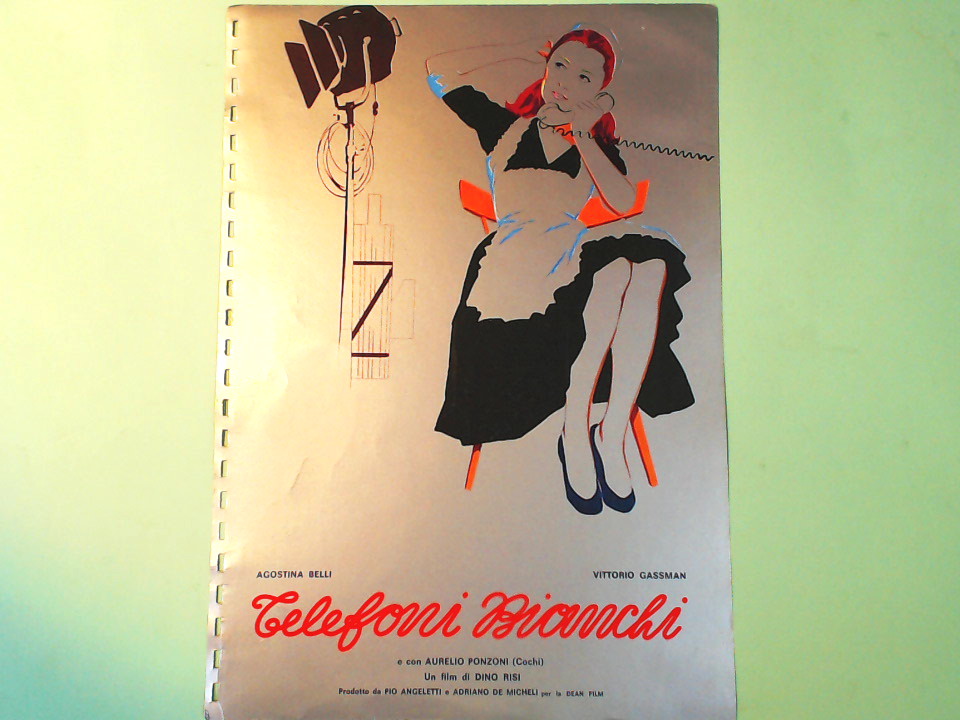 AGOSTINA BELLI
VITTORIO GASSMAN
Telefoni Bianchi
e con AURELIO PONZONI (Cochi)
Un film di DINO RISI
Prodotto da PIO ANGELETTI e ADRIANO DE MICHELI per la DEAN FILM